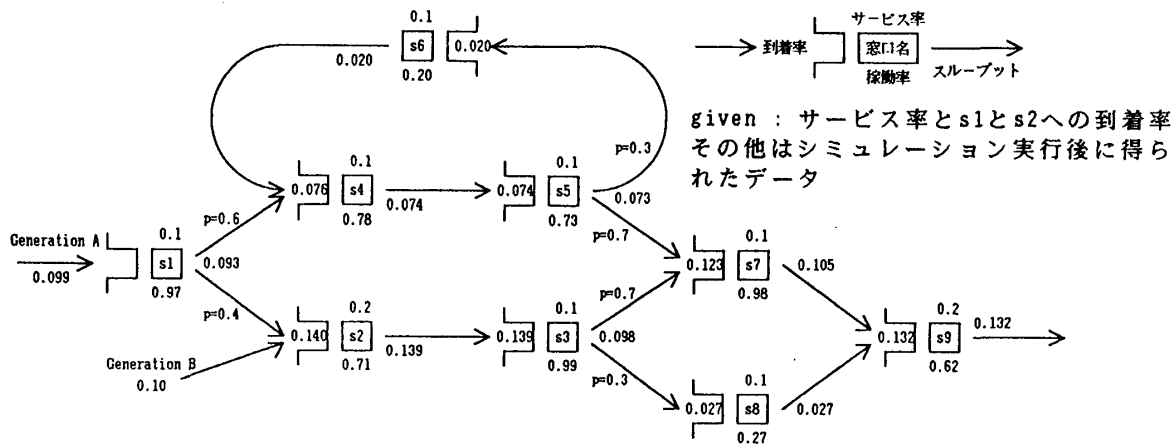 0.1
s6
0.020
0.20
0.020
サービス率
到着率
窓口名
稼働率
スループット
given : サービス率とs1とs2への到着率
その他はシミュレーション実行後に得ら
れたデータ
p=0.3
0.1
0.076
s4
0.78
0.074
0.1
0.074
s5
0.73
0.073
p=0.6
p=0.7
Generation A
0.099
0.1
s1
0.97
0.093
p=0.4
0.1
0.123
s7
0.98
0.105
p=0.7
Generation B
0.10
0.2
0.140
s2
0.71
0.139
0.1
0.139
s3
0.99
0.098
p=0.3
0.2
0.132
s9
0.62
0.132
0.1
0.027
s8
0.27
0.027